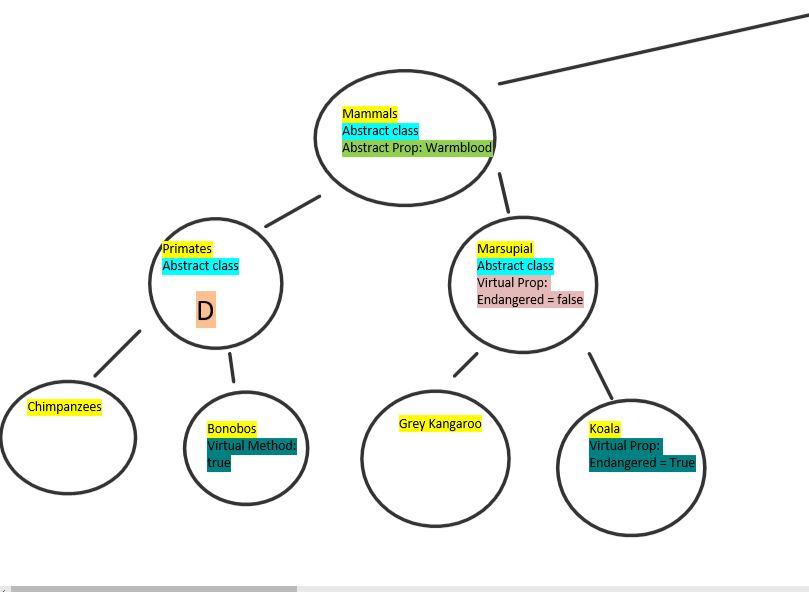 Mammals
Abstract class
Abstract Prop: Warmblood
Primates
Abstract class
D
Marsupial
Abstract class
Virtual Prop:
Endangered = false
Chimpanzees
Bonobos
Virtual Method:
true
Grey Kangaroo
Koala
Virtual Prop:
Endangered = True